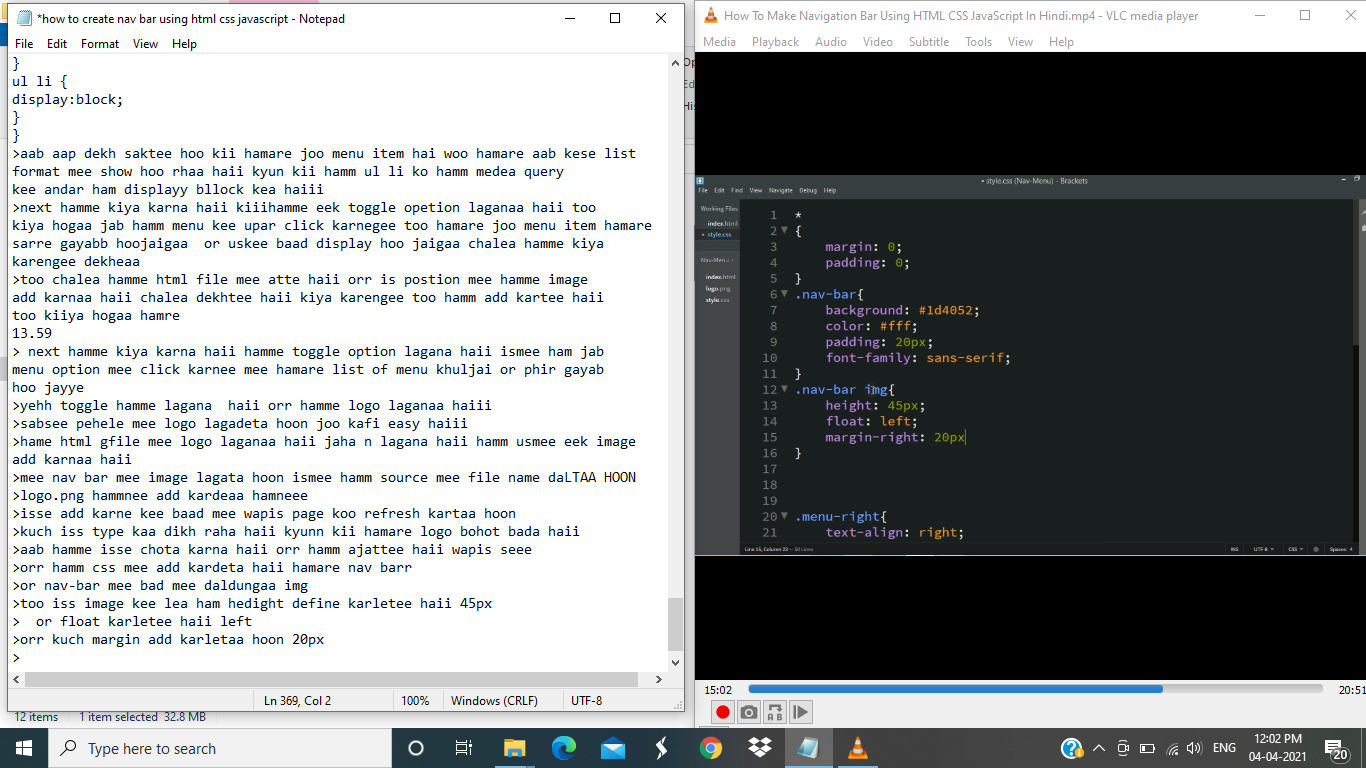 *how to create nav bar using html css javascript - Notepad
File Edit Format View Help
}
ul li {
display:block;
}
}
>aab aap dekh saktee hoo kii hamare joo menu item hai woo hamare aab kese list
format mee show hoo rhaa haii kyun kii hamm ul li ko hamm medea query
kee andar ham displayy bllock kea haiii
>next hamme kiya karna haii kiiihamme eek toggle opetion laganaa haii too
kiya hogaa jab hamm menu kee upar click karnegee too hamare joo menu item hamare
sarre gayabb hoojaigaa  or uskee baad display hoo jaigaa chalea hamme kiya
karengee dekheaa
>too chalea hamme html file mee atte haii orr is postion mee hamme image
add karnaa haii chalea dekhtee haii kiya karengee too hamm add kartee haii
too kiiya hogaa hamre
13.59
> next hamme kiya karna haii hamme toggle option lagana haii ismee ham jab
menu option mee click karnee mee hamare list of menu khuljai or phir gayab
hoo jayye
>yehh toggle hamme lagana  haii orr hamme logo laganaa haiii
>sabsee pehele mee logo lagadeta hoon joo kafi easy haiii
>hame html gfile mee logo laganaa haii jaha n lagana haii hamm usmee eek image
add karnaa haii
>mee nav bar mee image lagata hoon ismee hamm source mee file name daLTAA HOON
>logo.png hammnee add kardeaa hamneee
>isse add karne kee baad mee wapis page koo refresh kartaa hoon
>kuch iss type kaa dikh raha haii kyunn kii hamare logo bohot bada haii
>aab hamme isse chota karna haii orr hamm ajattee haii wapis seee
>orr hamm css mee add kardeta haii hamare nav barr
>or nav-bar mee bad mee daldungaa img
>too iss image kee lea ham hedight define karletee haii 45px
>  or float karletee haii left
>orr kuch margin add karletaa hoon 20px
>
Ln 369, Col 2 100% Windows (CRLF) UTF-8
12 items 1 item selected 32.8 MB
How To Make Navigation Bar Using HTML CSS JavaScript In Hindi.mp4 - VLC media player
Media Playback Audio Video Subtitle Tools View Help
• style.css (Nav-Menu) - Brackets
File Edit Find View Navigate Debug Help
Working Files
index.html
style.css
Nav-Menu
index.html
logo.png
style.css
1 *
2 {
3 margin: 0;
4 padding: 0;
5 }
6 .nav-bar{
7 background: #1d4052;
8 color: #fff;
9 padding: 20px;
10 font-family: sans-serif;
11 }
12 .nav-bar img{
13 height: 45px;
14 float: left;
15 margin-right: 20px
16 }
17
18
19
20 .menu-right{
21 text-align: right;
Line 15, Column 23 — 50 Lines INS UTF-8 CSS Spaces: 4
15:02 20:51
Type here to search
ENG
12:02 PM
04-04-2021
20